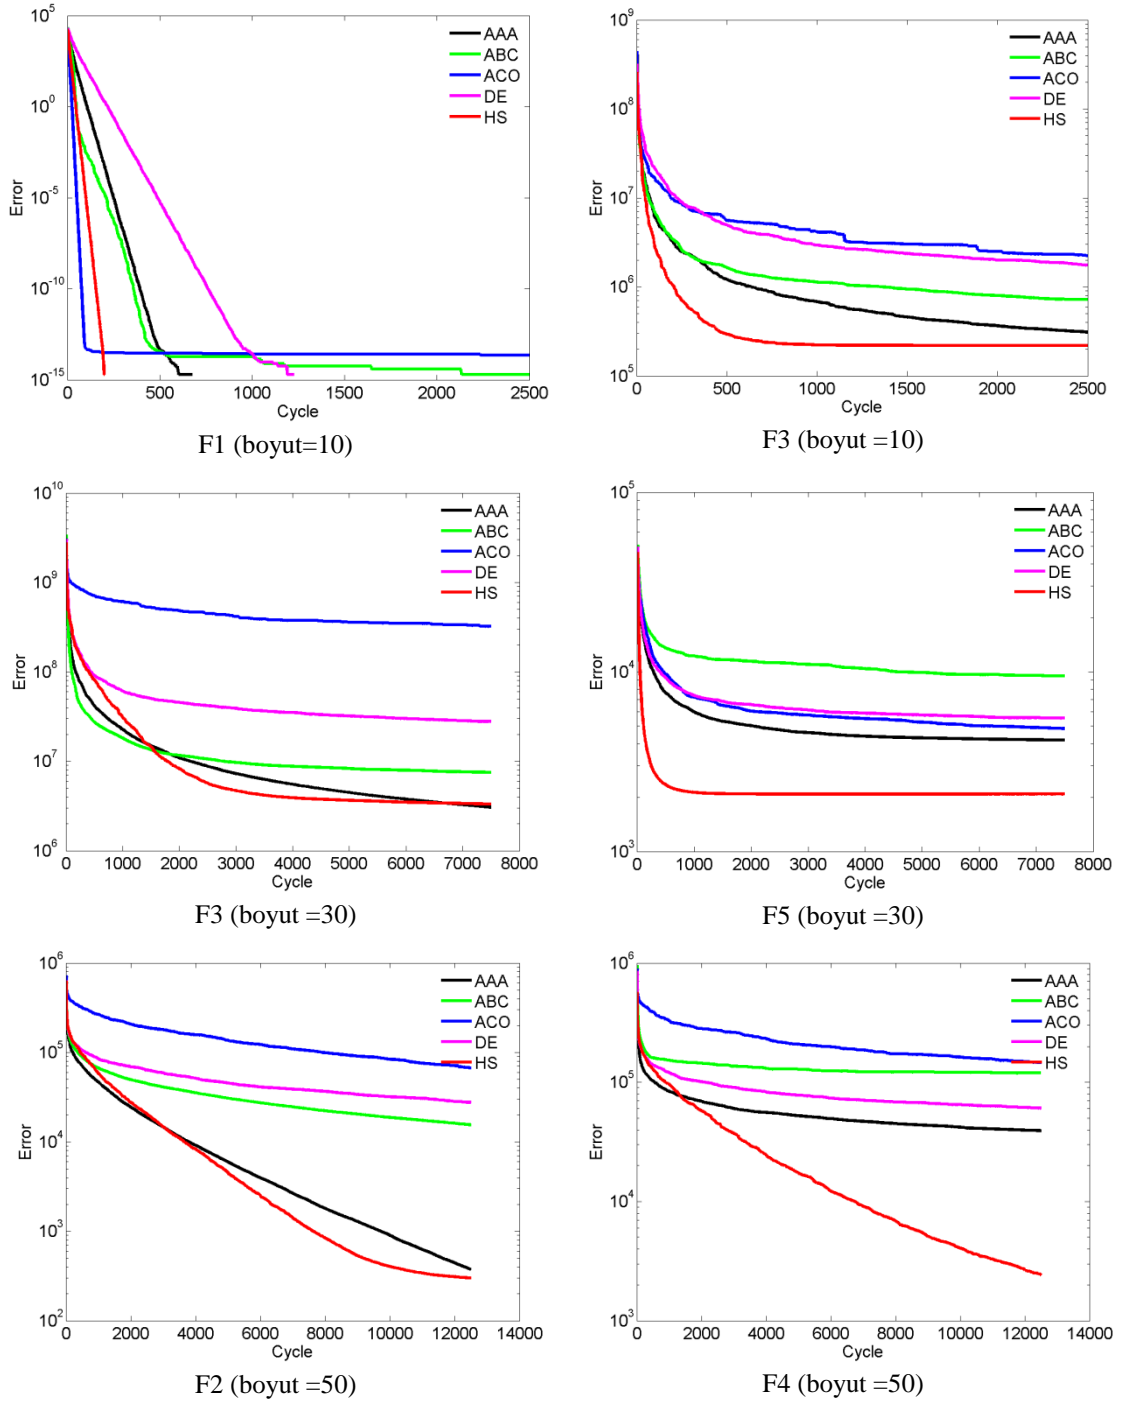 10^5
10^0
10^-5
10^-10
10^-15
Error
0 500 1000 1500 2000 2500
Cycle
AAA
ABC
ACO
DE
HS
F1 (boyut=10)
10^9
10^8
10^7
10^6
10^5
Error
0 500 1000 1500 2000 2500
Cycle
AAA
ABC
ACO
DE
HS
F3 (boyut =10)
10^10
10^9
10^8
10^7
10^6
Error
0 1000 2000 3000 4000 5000 6000 7000 8000
Cycle
AAA
ABC
ACO
DE
HS
F3 (boyut =30)
10^5
10^4
10^3
Error
0 1000 2000 3000 4000 5000 6000 7000 8000
Cycle
AAA
ABC
ACO
DE
HS
F5 (boyut =30)
10^6
10^5
10^4
10^3
10^2
Error
0 2000 4000 6000 8000 10000 12000 14000
Cycle
AAA
ABC
ACO
DE
HS
F2 (boyut =50)
10^6
10^5
10^4
10^3
Error
0 2000 4000 6000 8000 10000 12000 14000
Cycle
AAA
ABC
ACO
DE
HS
F4 (boyut =50)